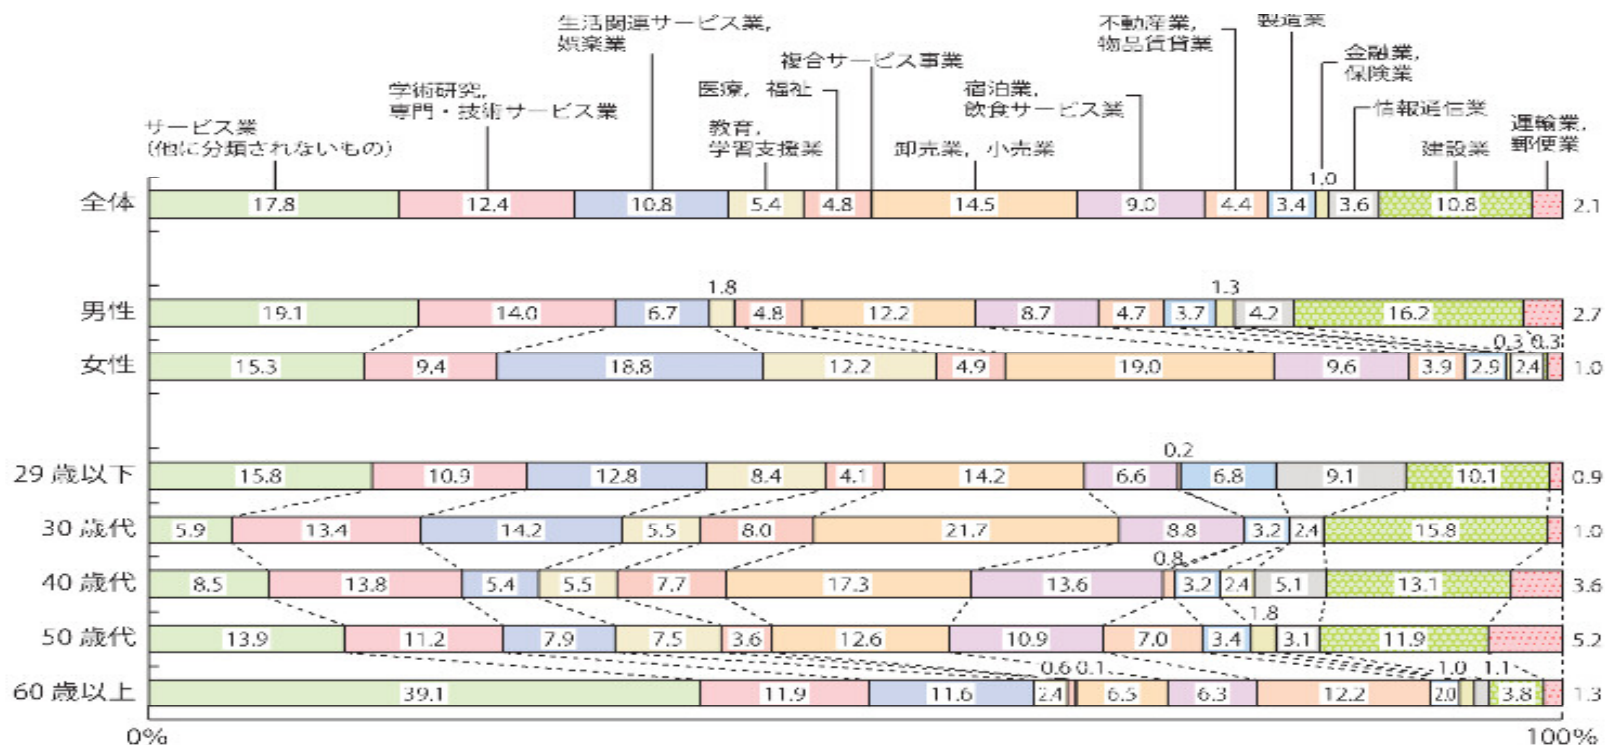 生活関連サービス業,
娯楽業
不動産業,
物品賃貸業
製造業
金融業,
保険業
複合サービス事業
学術研究,
専門・技術サービス業
医療, 福祉
宿泊業,
飲食サービス業
情報通信業
サービス業
(他に分類されないもの)
教育,
学習支援業
卸売業, 小売業
建設業
運輸業,
郵便業
1.0
全体 17.8 12.4 10.8 5.4 4.8 14.5 9.0 4.4 3.4 3.6 10.8 2.1
1.8 1.3
男性 19.1 14.0 6.7 4.8 12.2 8.7 4.7 3.7 4.2 16.2 2.7
0.3 0.3
女性 15.3 9.4 18.8 12.2 4.9 19.0 9.6 3.9 2.9 2.4 1.0
0.2
29 歳以下 15.8 10.9 12.8 8.4 4.1 14.2 6.6 6.8 9.1 10.1 0.9
30 歳代 5.9 13.4 14.2 5.5 8.0 21.7 8.8 3.2 2.4 15.8 1.0
0.8
40 歳代 8.5 13.8 5.4 5.5 7.7 17.3 13.6 3.2 2.4 5.1 13.1 3.6
1.8
50 歳代 13.9 11.2 7.9 7.5 3.6 12.6 10.9 7.0 3.4 3.1 11.9 5.2
0.6 0.1 1.0 1.1
60 歳以上 39.1 11.9 11.6 2.4 6.5 6.3 12.2 2.0 3.8 1.3
0% 100%